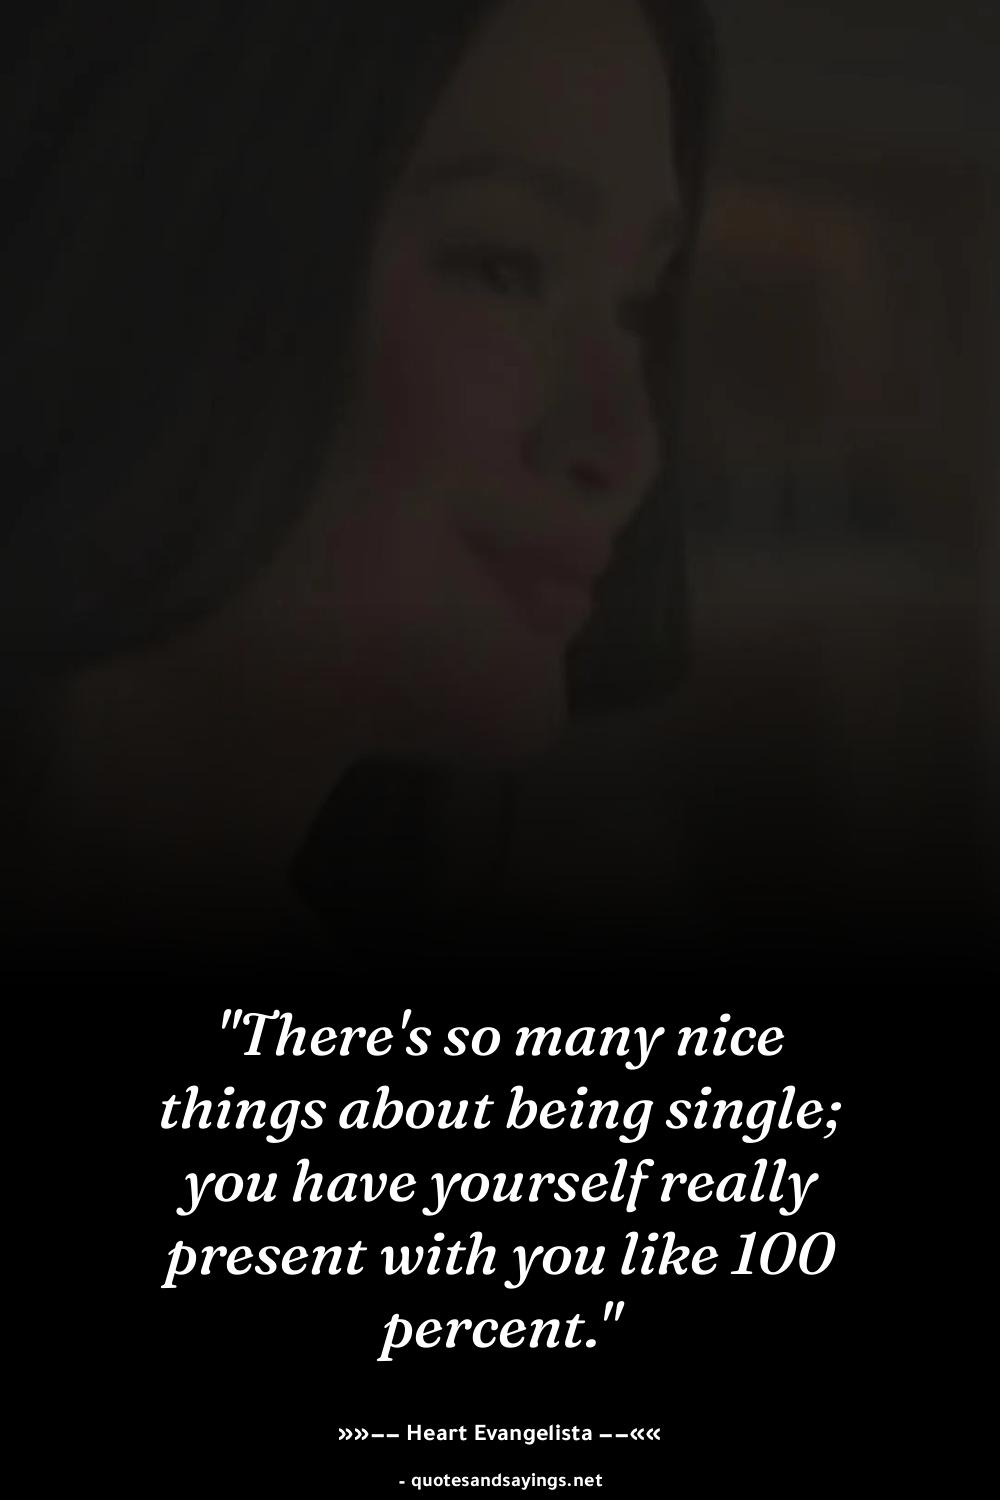 "There's so many nice
things about being single;
you have yourself really
present with you like 100
percent."
»»−− Heart Evangelista −−««
- quotesandsayings.net